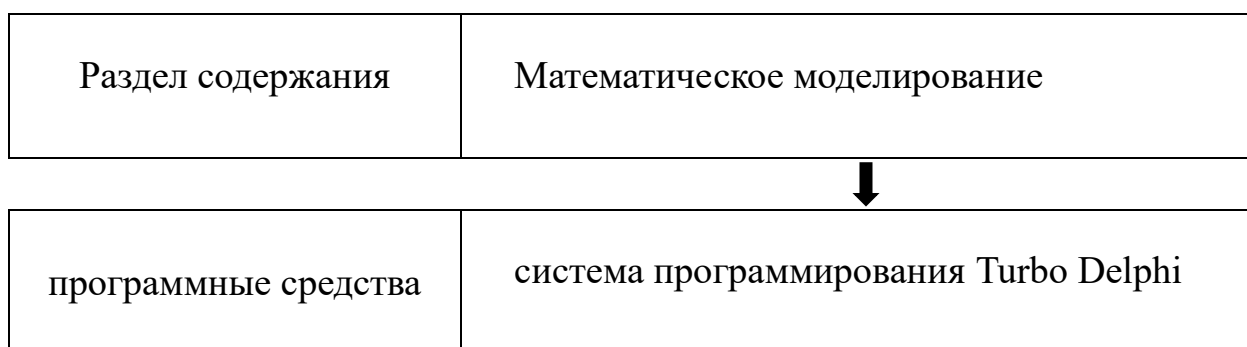 Раздел содержания
Математическое моделирование
программные средства
система программирования Turbo Delphi